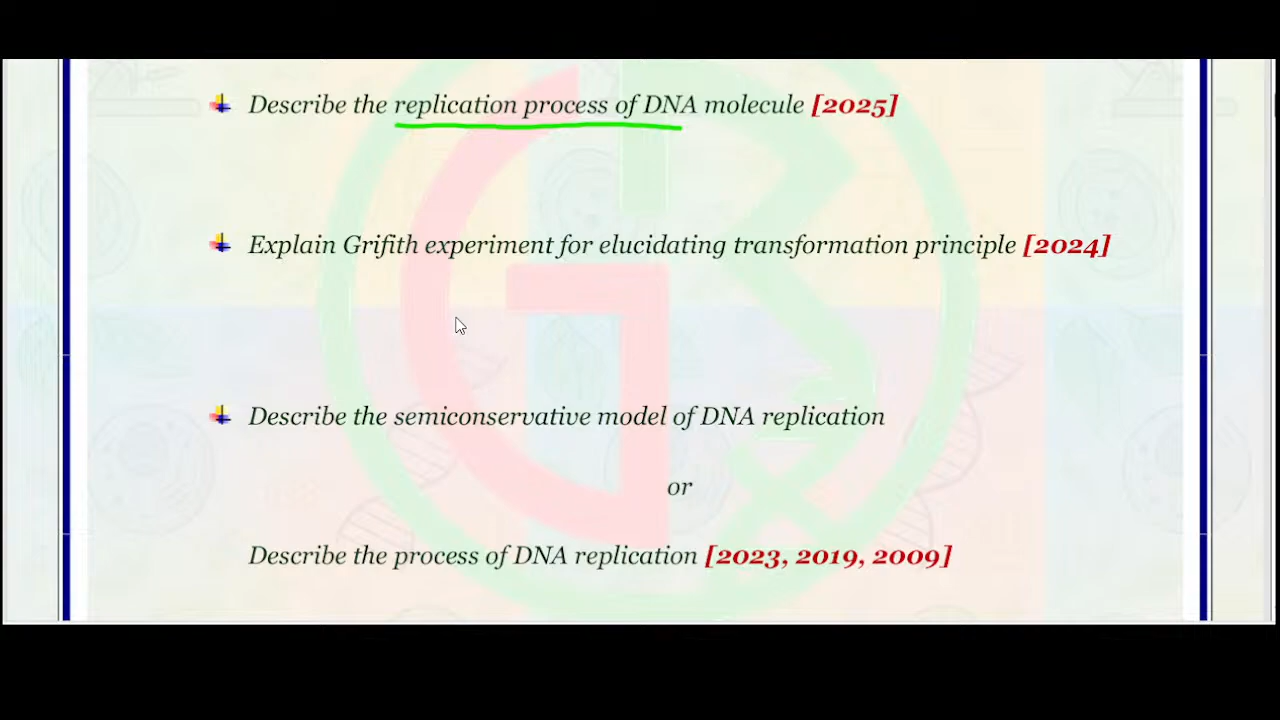 Describe the replication process of DNA molecule [2025]
Explain Grifith experiment for elucidating transformation principle [2024]
Describe the semiconservative model of DNA replication
or
Describe the process of DNA replication [2023, 2019, 2009]